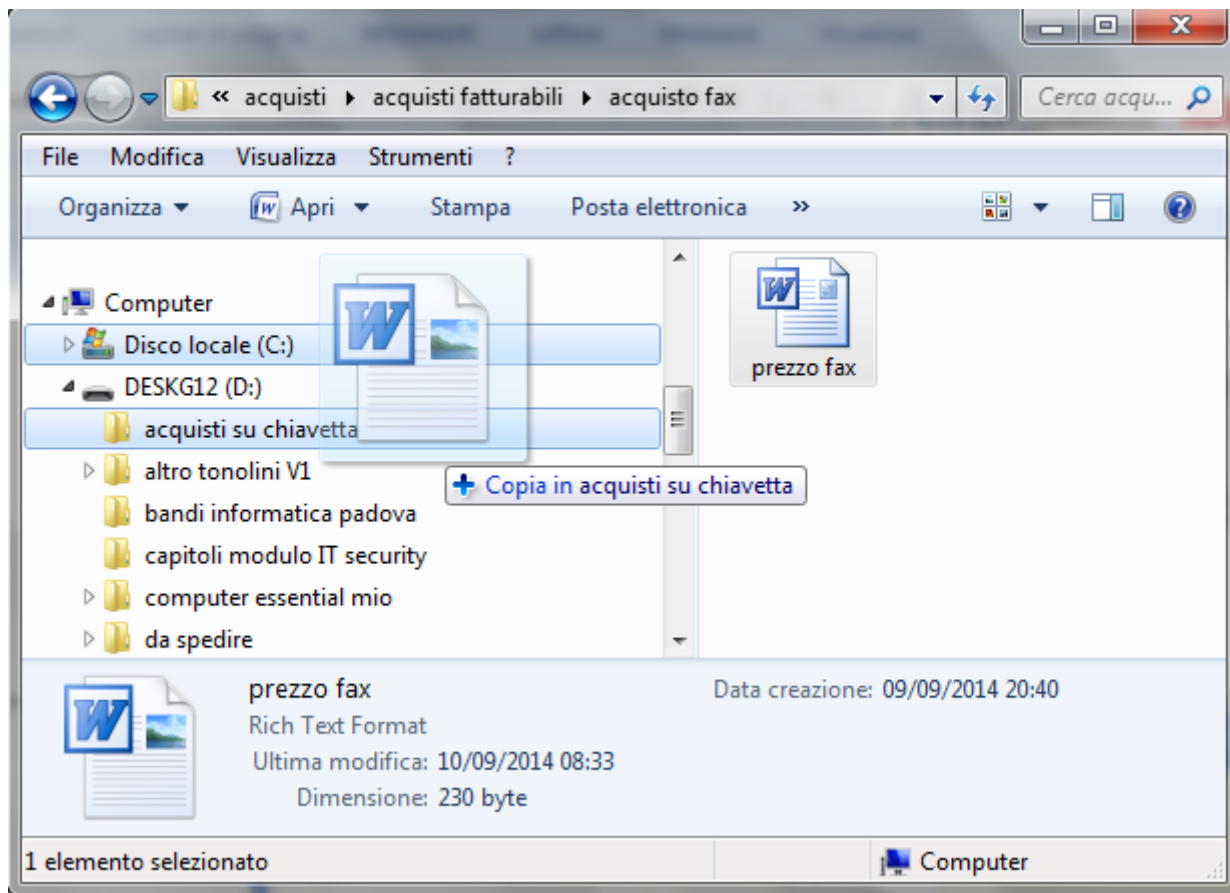 « acquisti ▸ acquisti fatturabili ▸ acquisto fax
Cerca acqu...
File Modifica Visualizza Strumenti ?
Organizza Apri Stampa Posta elettronica »
Computer
Disco locale (C:)
DESKG12 (D:)
acquisti su chiavetta
altro tonolini V1
bandi informatica padova
capitoli modulo IT security
computer essential mio
da spedire
W
Copia in acquisti su chiavetta
W
prezzo fax
W
prezzo fax
Rich Text Format
Ultima modifica: 10/09/2014 08:33
Dimensione: 230 byte
Data creazione: 09/09/2014 20:40
1 elemento selezionato
Computer